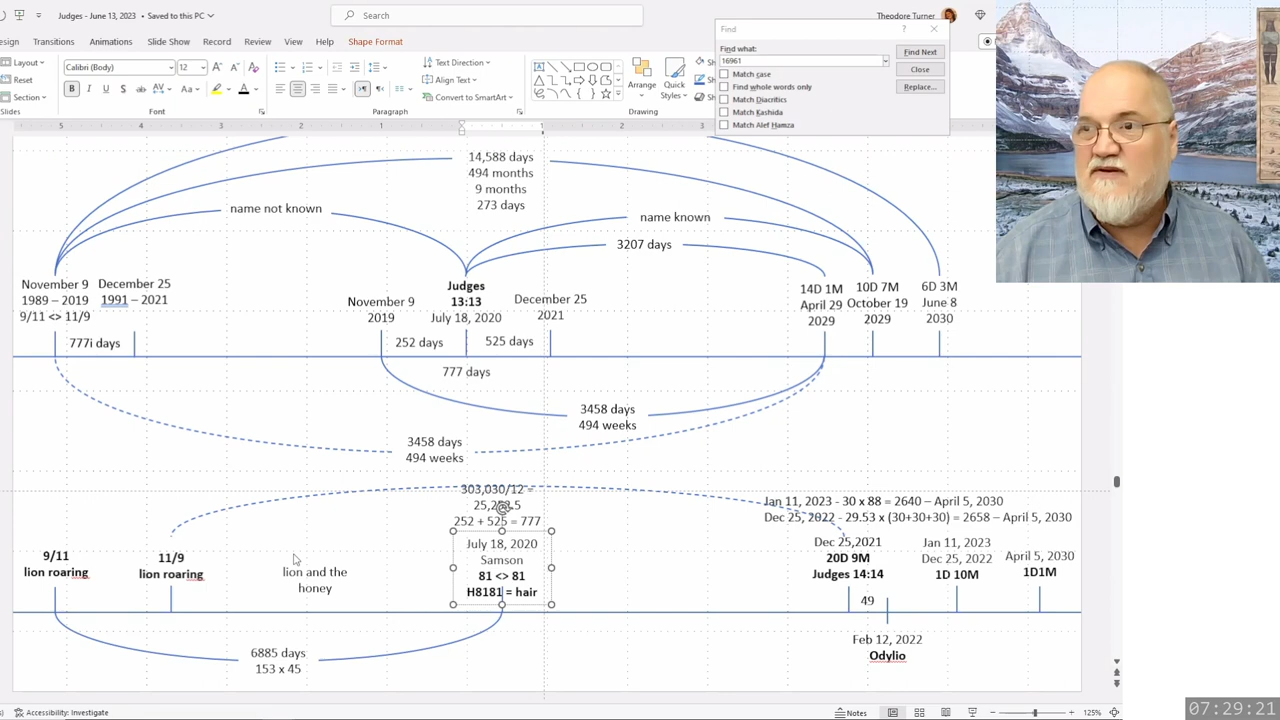 Judges - June 13, 2023 • Saved to this PC
Search
Theodore Turner
esign
Transitions
Animations
Slide Show
Record
Review
View
Help
Shape Format
Layout
Reset
Section
Slides
Calibri (Body)
Font
Paragraph
Text Direction
Align Text
Convert to SmartArt
Arrange
Quick
Styles
Drawing
Find
Find what:
16961
Match case
Find whole words only
Match Diacritics
Match Kashida
Match Alef Hamza
Find Next
Close
Replace...
4 3 2 1 1 2 3
14,588 days
494 months
9 months
273 days
name not known
name known
3207 days
November 9
1989 – 2019
9/11 <> 11/9
December 25
1991 – 2021
November 9
2019
Judges
13:13
July 18, 2020
December 25
2021
14D 1M
April 29
2029
10D 7M
October 19
2029
6D 3M
June 8
2030
777i days
252 days
525 days
777 days
3458 days
494 weeks
3458 days
494 weeks
303,030/12 =
252 + 525 = 777
Jan 11, 2023 - 30 x 88 = 2640 – April 5, 2030
Dec 25, 2022 - 29.53 x (30+30+30) = 2658 – April 5, 2030
9/11
lion roaring
11/9
lion roaring
lion and the
honey
July 18, 2020
Samson
81 <> 81
H8181 = hair
Dec 25,2021
20D 9M
Judges 14:14
Jan 11, 2023
Dec 25, 2022
1D 10M
April 5, 2030
1D1M
49
Feb 12, 2022
Odylio
6885 days
153 x 45
Accessibility: Investigate
Notes
125%
07:29:21